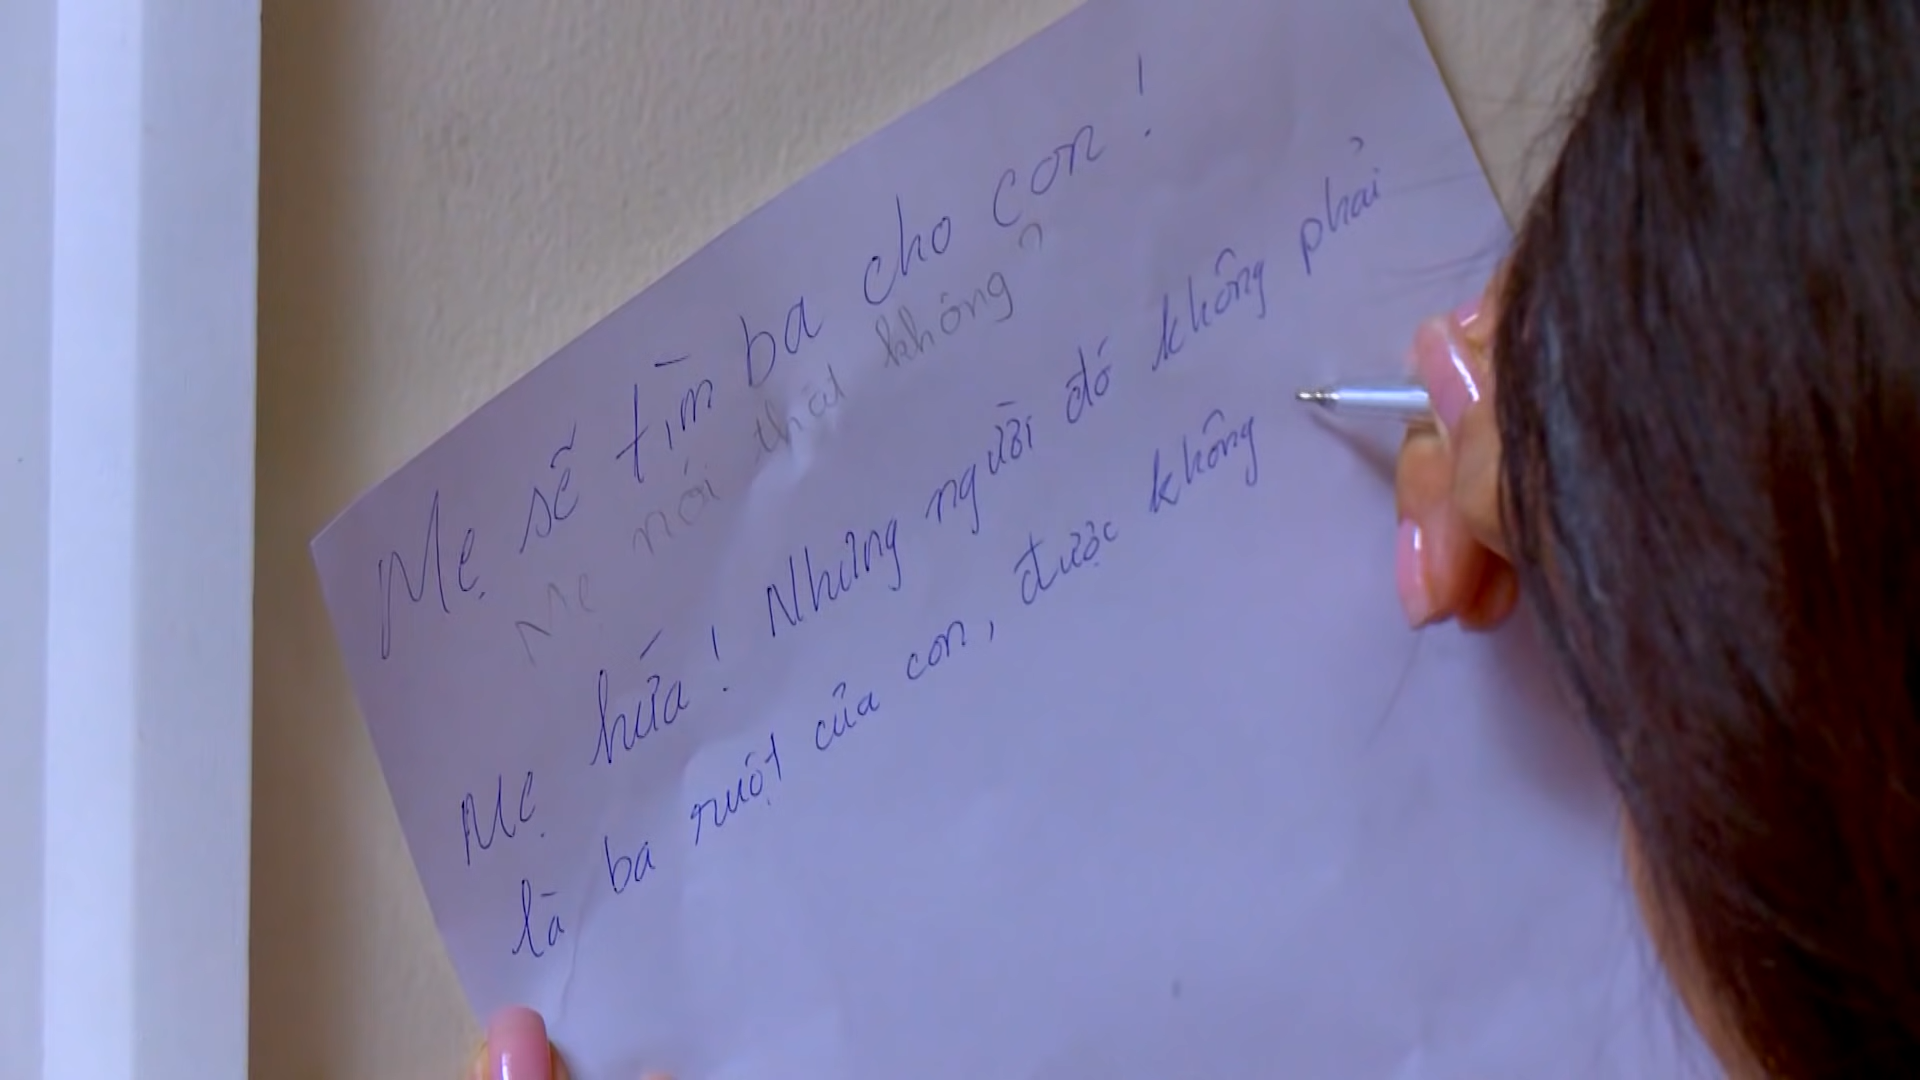 Mẹ sẽ tìm ba cho con!
Mẹ nói thật không?
Mẹ hứa! Những người đó không phải
là ba ruột của con, được không